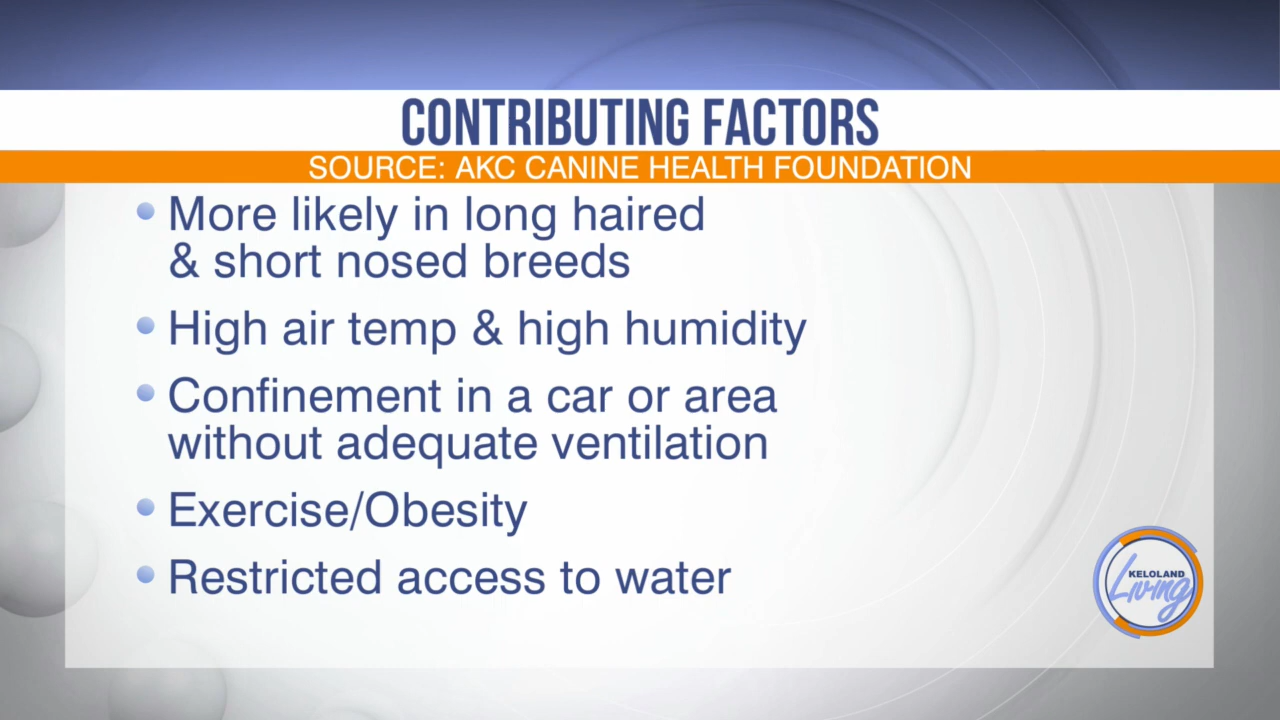 CONTRIBUTING FACTORS
SOURCE: AKC CANINE HEALTH FOUNDATION
• More likely in long haired
& short nosed breeds
• High air temp & high humidity
• Confinement in a car or area
without adequate ventilation
• Exercise/Obesity
• Restricted access to water
KELOLAND
Living